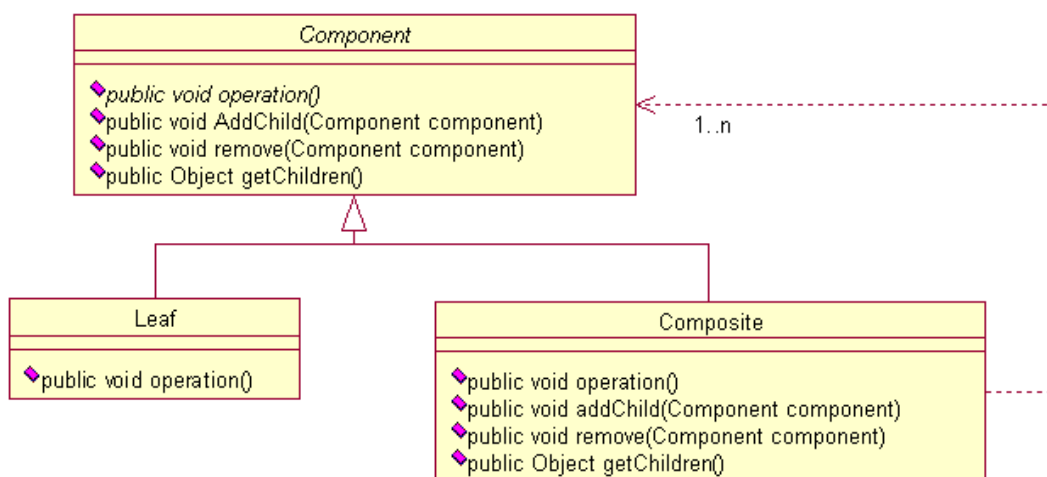 Component
public void operation()
public void AddChild(Component component)
public void remove(Component component)
public Object getChildren()
1..n
Leaf
public void operation()
Composite
public void operation()
public void addChild(Component component)
public void remove(Component component)
public Object getChildren()